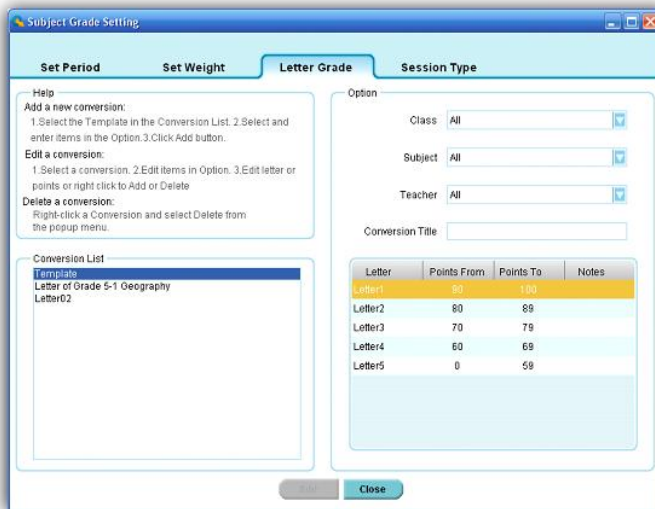 Subject Grade Setting
Set Period Set Weight Letter Grade Session Type
Help
Add a new conversion:
1.Select the Template in the Conversion List. 2.Select and
enter items in the Option.3.Click Add button.
Edit a conversion:
1.Select a conversion. 2.Edit items in Option. 3.Edit letter or
points or right click to Add or Delete
Delete a conversion:
Right-click a Conversion and select Delete from
the popup menu.
Conversion List
Template
Letter of Grade 5-1 Geography
Letter02
Option
Class All
Subject All
Teacher All
Conversion Title
Letter Points From Points To Notes
Letter1 90 100
Letter2 80 89
Letter3 70 79
Letter4 60 69
Letter5 0 59
Close